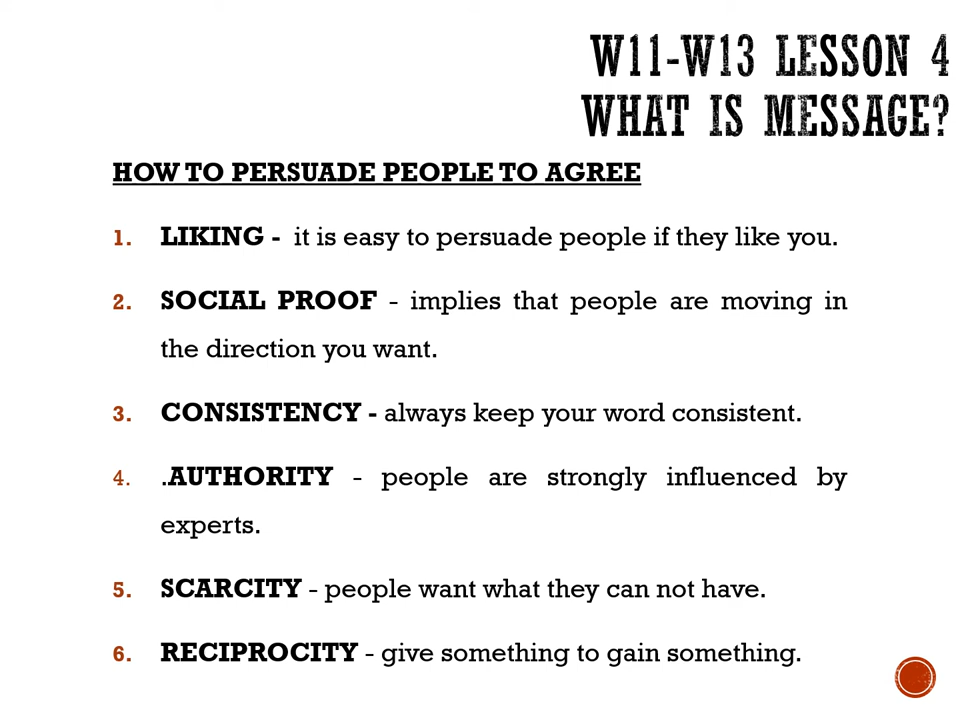 W11-W13 LESSON 4
WHAT IS MESSAGE?
HOW TO PERSUADE PEOPLE TO AGREE
1. LIKING - it is easy to persuade people if they like you.
2. SOCIAL PROOF - implies that people are moving in
the direction you want.
3. CONSISTENCY - always keep your word consistent.
4. .AUTHORITY - people are strongly influenced by
experts.
5. SCARCITY - people want what they can not have.
6. RECIPROCITY - give something to gain something.